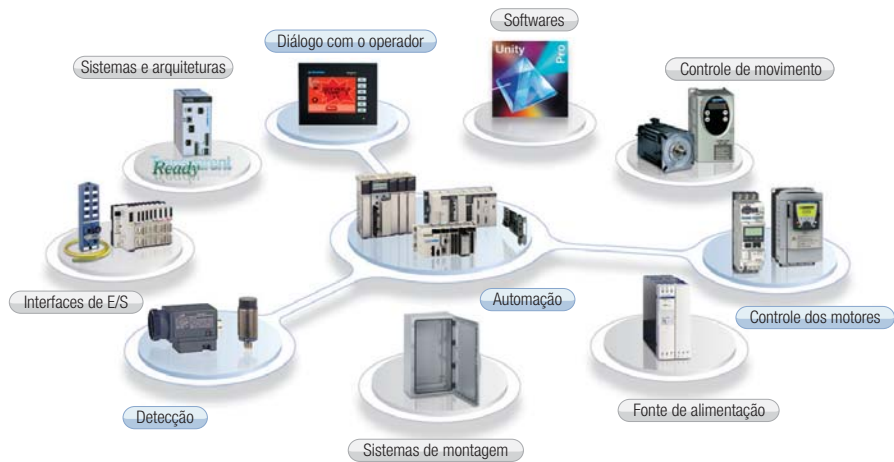 Softwares
Diálogo com o operador
Unity
Pro
Sistemas e arquiteturas
Controle de movimento
Transparent
Ready
Interfaces de E/S
Automação
Controle dos motores
Detecção
Fonte de alimentação
Sistemas de montagem